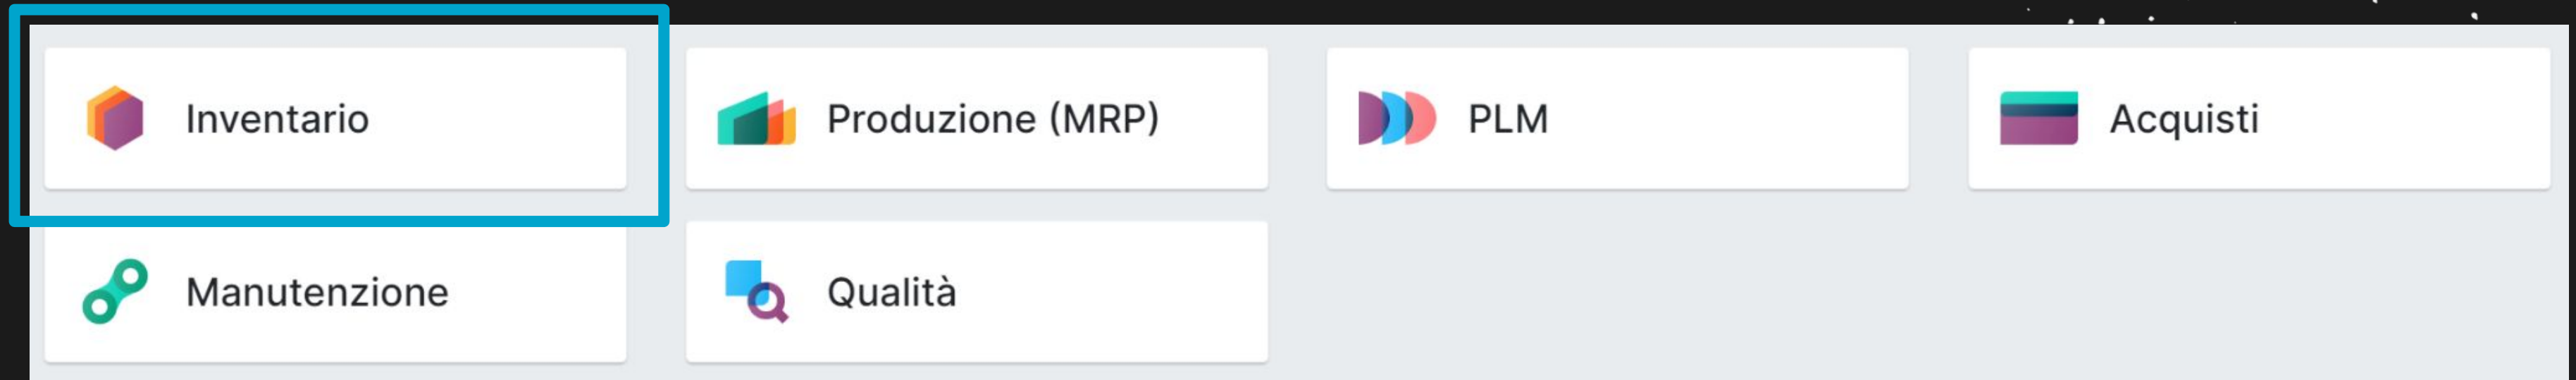 Inventario
Produzione (MRP)
PLM
Acquisti
Manutenzione
Qualità